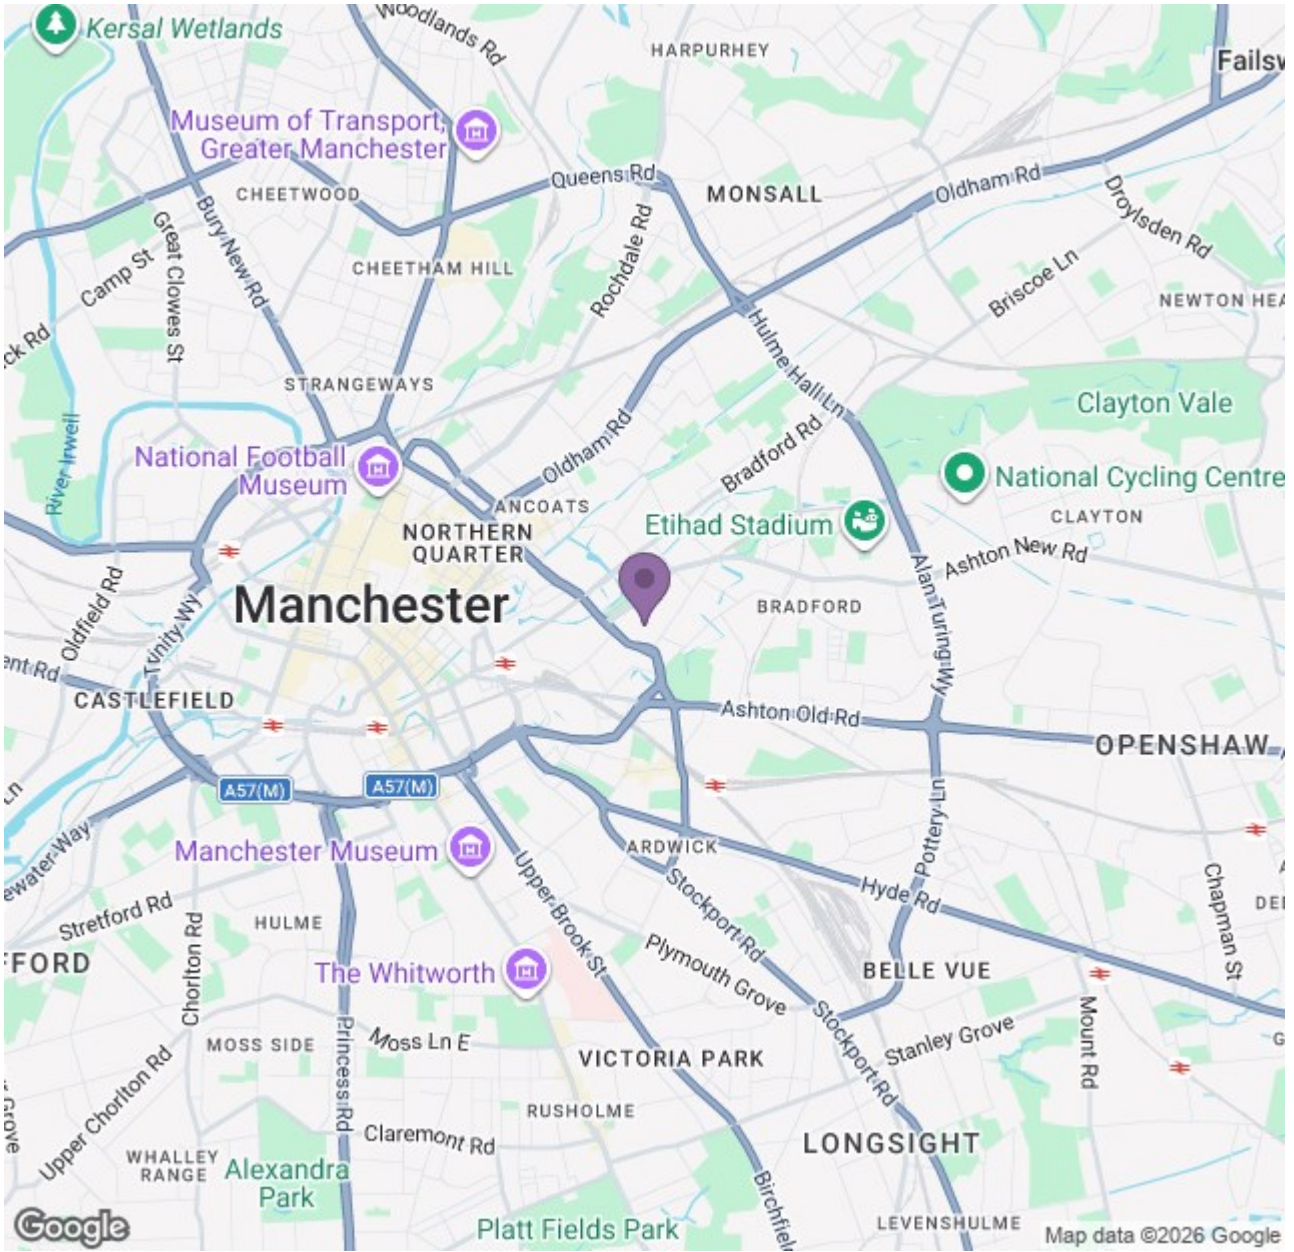 Woodlands Rd
Kersal Wetlands
HARPURHEY
Failsw
Museum of Transport,
Greater Manchester
Queens Rd
CHEETWOOD
MONSALL
Oldham Rd
Droylsden Rd
Bury New Rd
Great Clowes St
Camp St
Rochdale Rd
CHEETHAM HILL
Briscoe Ln
NEWTON HEA
ck Rd
Hulme Hall Ln
STRANGEWAYS
Clayton Vale
River Irwell
National Football
Museum
Oldham Rd
Bradford Rd
National Cycling Centre
ANCOATS
Etihad Stadium
CLAYTON
NORTHERN
QUARTER
Ashton New Rd
Alan Turing Wy
Oldfield Rd
Manchester
BRADFORD
Trinity Wy
ent Rd
CASTLEFIELD
Ashton Old Rd
OPENSHAW
A57(M)
A57(M)
Ln
Pottery Ln
ewater Way
Manchester Museum
ARDWICK
Upper Brook St
Stockport Rd
Hyde Rd
Chapman St
Stretford Rd
HULME
DE
FFORD
Chorlton Rd
The Whitworth
Plymouth Grove
BELLE VUE
Princess Rd
MOSS SIDE
Moss Ln E
Stockport Rd
Stanley Grove
Mount Rd
G
VICTORIA PARK
Upper Chorlton Rd
Grove
RUSHOLME
Claremont Rd
LONGSIGHT
WHALLEY
RANGE
Alexandra
Park
Birchfiel
Platt Fields Park
LEVENSHULME
Google
Map data ©2026 Google